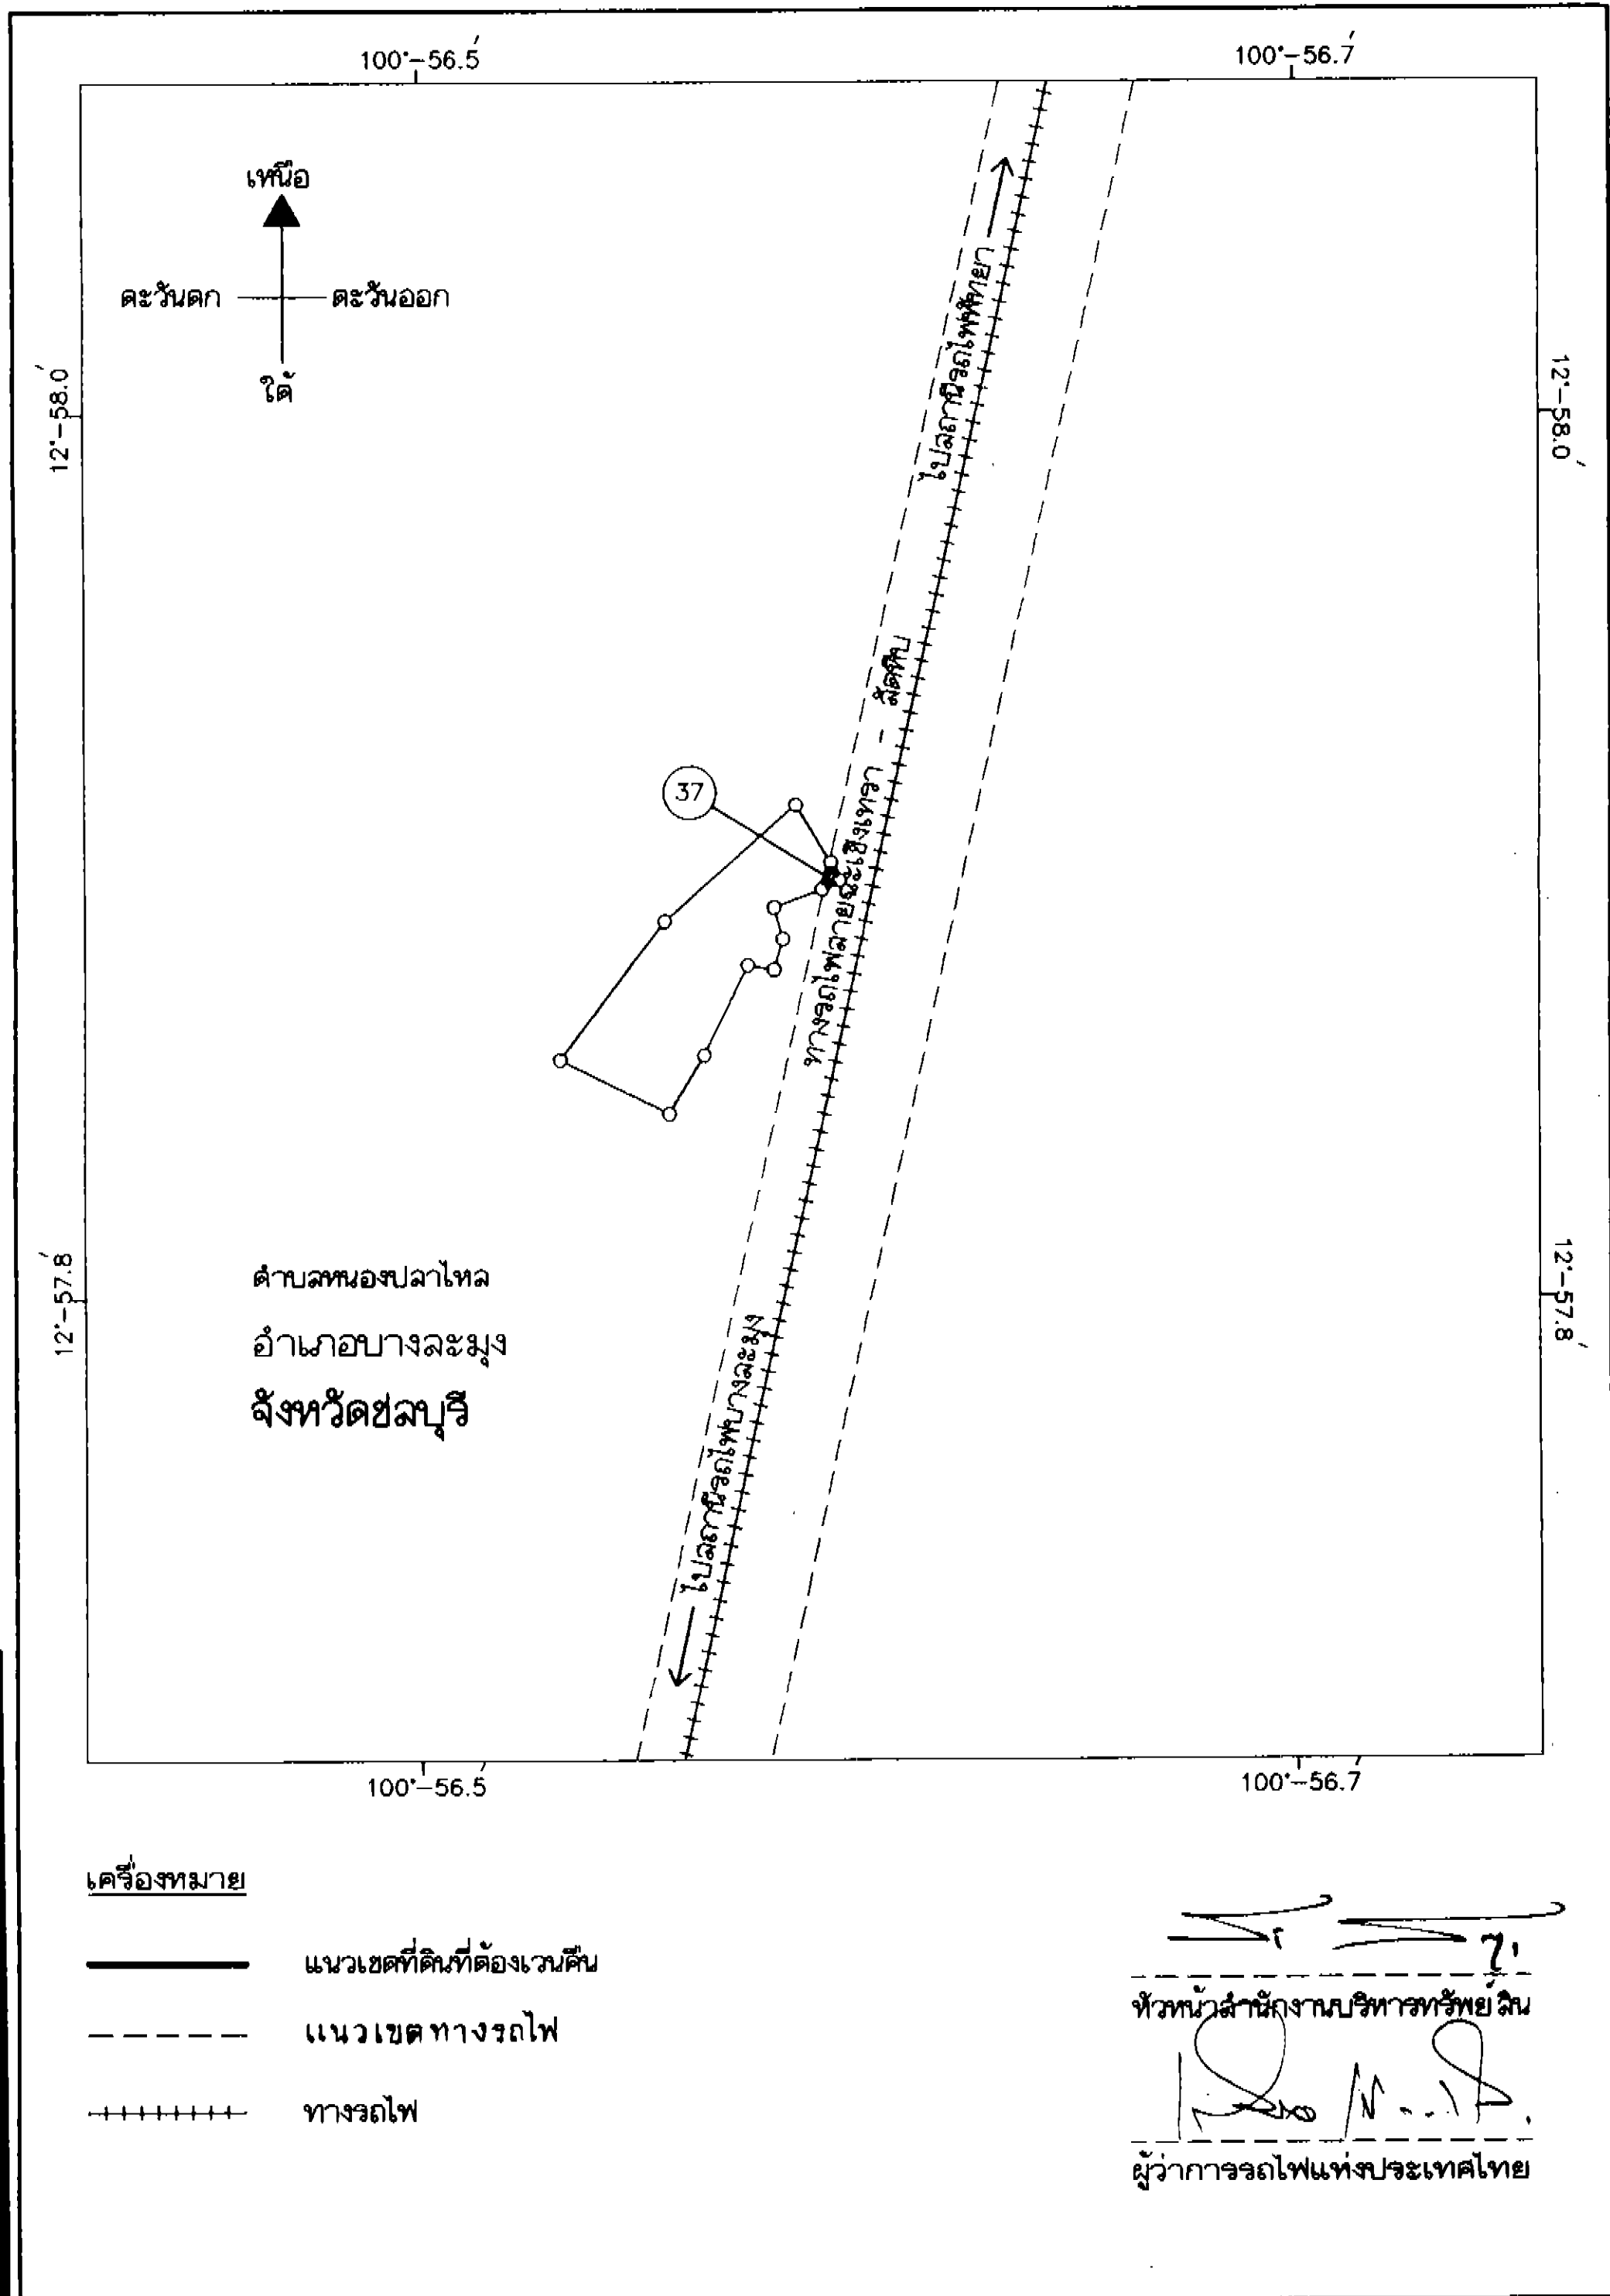 100°-56.5′
100°-56.7′
เหนือ
ตะวันตก
ตะวันออก
ใต้
12°-58.0′
12°-58.0′
ไปสถานีรถไฟพัทยา
ทางรถไฟสายฉะเชิงเทรา - สัตหีบ
37
12°-57.8′
12°-57.8′
ตำบลหนองปลาไหล
อำเภอบางละมุง
จังหวัดชลบุรี
ไปสถานีรถไฟบางละมุง
100°-56.5′
100°-56.7′
เครื่องหมาย
แนวเขตที่ดินที่ต้องเวนคืน
แนวเขตทางรถไฟ
ทางรถไฟ
หัวหน้าสำนักงานบริหารทรัพย์สิน
ผู้ว่าการรถไฟแห่งประเทศไทย